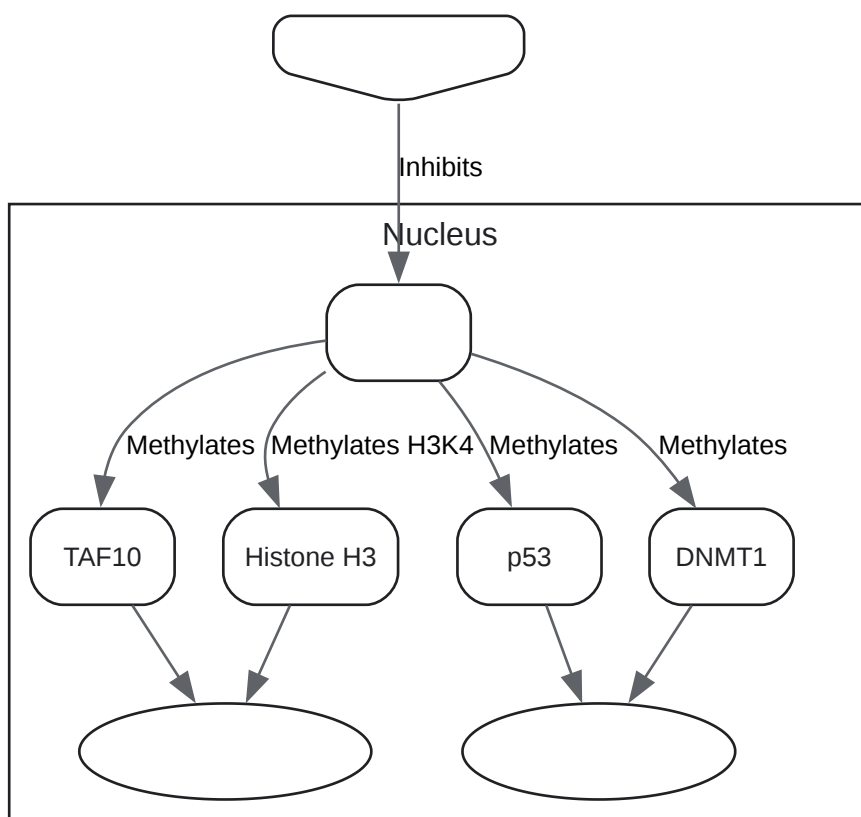 Inhibits
Nucleus
Methylates
Methylates H3K4
Methylates
Methylates
TAF10
Histone H3
p53
DNMT1